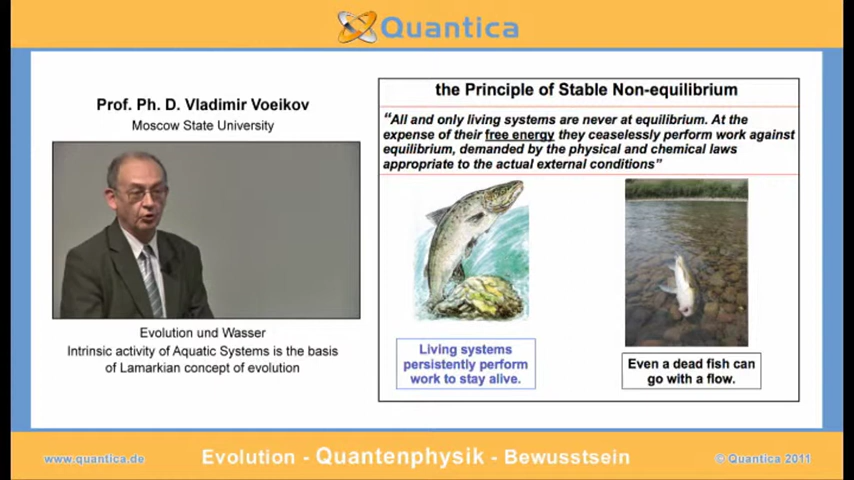 Quantica
Prof. Ph. D. Vladimir Voeikov
Moscow State University
Evolution und Wasser
Intrinsic activity of Aquatic Systems is the basis
of Lamarkian concept of evolution
the Principle of Stable Non-equilibrium
“All and only living systems are never at equilibrium. At the
expense of their free energy they ceaselessly perform work against
equilibrium, demanded by the physical and chemical laws
appropriate to the actual external conditions”
Living systems
persistently perform
work to stay alive.
Even a dead fish can
go with a flow.
www.quantica.de
Evolution - Quantenphysik - Bewusstsein
© Quantica 2011